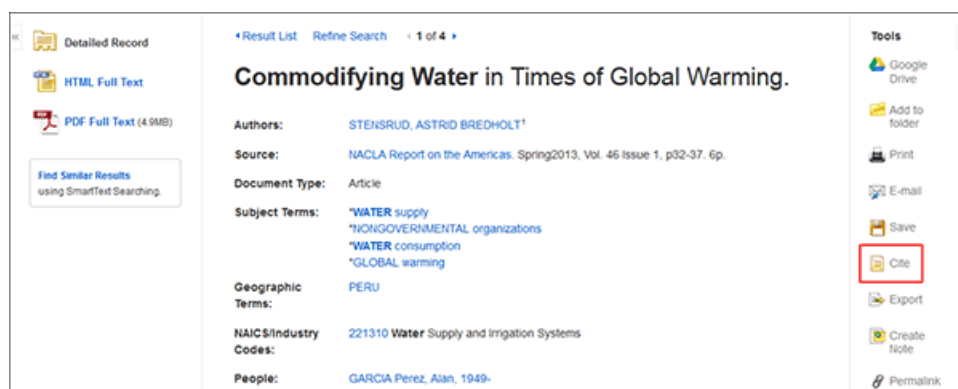 «
Detailed Record
HTML Full Text
PDF Full Text (4.9MB)
Find Similar Results
using SmartText Searching.
Result List Refine Search 1 of 4
Commodifying Water in Times of Global Warming.
Authors: STENSRUD, ASTRID BREDHOLT¹
Source: NACLA Report on the Americas. Spring2013, Vol. 46 Issue 1, p32-37. 6p.
Document Type: Article
Subject Terms: *WATER supply
*NONGOVERNMENTAL organizations
*WATER consumption
*GLOBAL warming
Geographic Terms: PERU
NAICS/Industry Codes: 221310 Water Supply and Irrigation Systems
People: GARCIA Perez, Alan, 1949-
Tools
Google
Drive
Add to
folder
Print
E-mail
Save
Cite
Export
Create
Note
Permalink